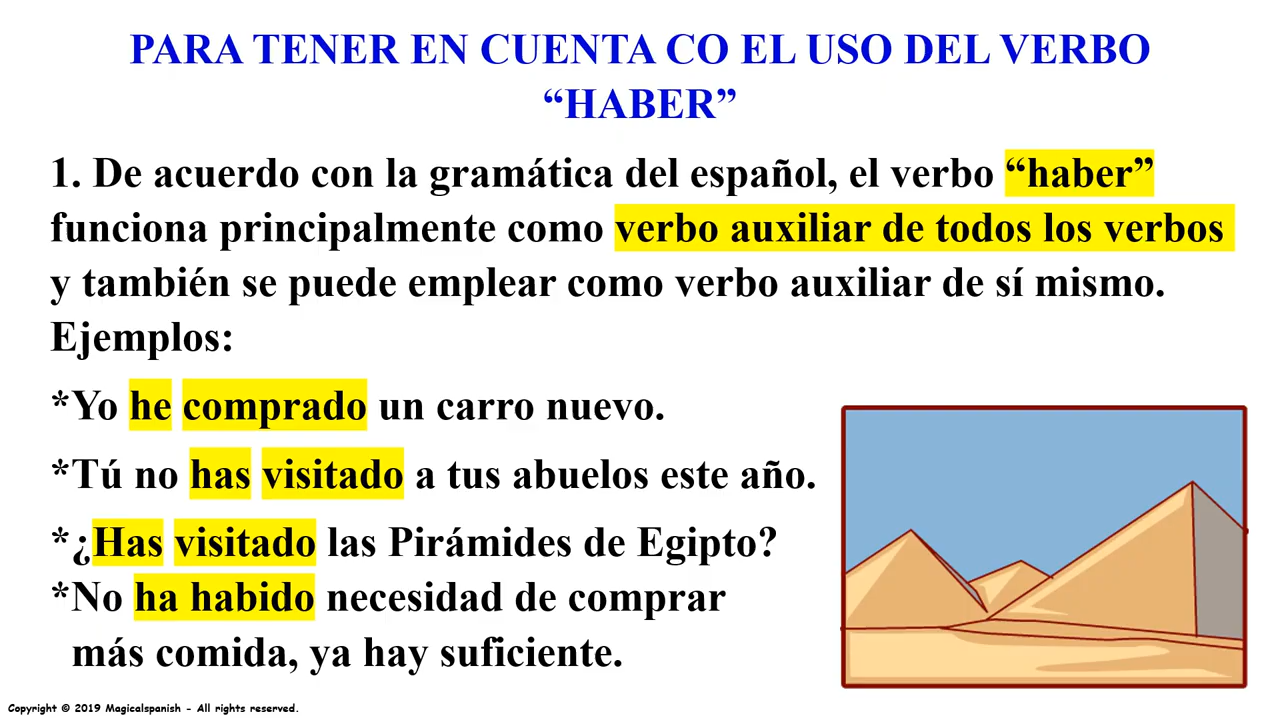 PARA TENER EN CUENTA CO EL USO DEL VERBO
“HABER”
1. De acuerdo con la gramática del español, el verbo “haber”
funciona principalmente como verbo auxiliar de todos los verbos
y también se puede emplear como verbo auxiliar de sí mismo.
Ejemplos:
*Yo he comprado un carro nuevo.
*Tú no has visitado a tus abuelos este año.
*¿Has visitado las Pirámides de Egipto?
*No ha habido necesidad de comprar
más comida, ya hay suficiente.
Copyright © 2019 Magicalspanish - All rights reserved.